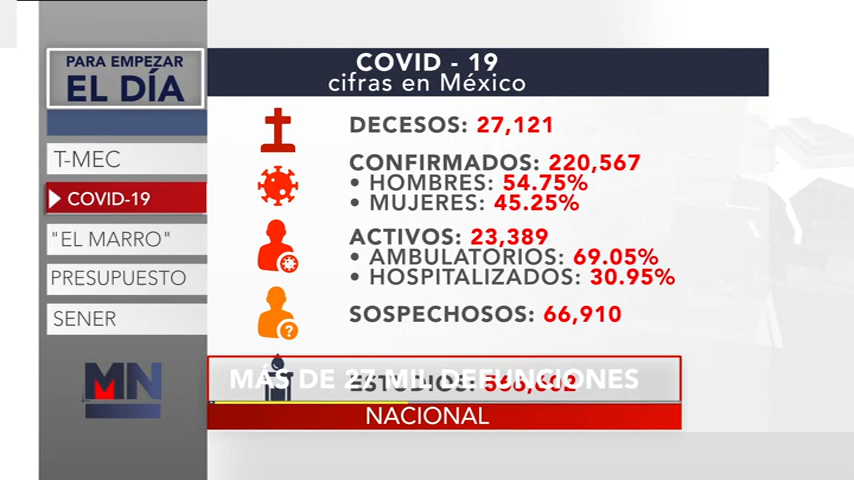 PARA EMPEZAR
EL DÍA
T-MEC
COVID-19
"EL MARRO"
PRESUPUESTO
SENER
MN
COVID - 19
cifras en México
DECESOS: 27,121
CONFIRMADOS: 220,567
• HOMBRES: 54.75%
• MUJERES: 45.25%
ACTIVOS: 23,389
• AMBULATORIOS: 69.05%
• HOSPITALIZADOS: 30.95%
SOSPECHOSOS: 66,910
?
ESTUDIOS:
MÁS DE 27 MIL DEFUNCIONES
NACIONAL